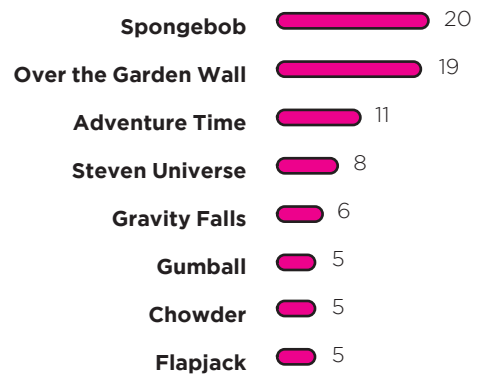 Spongebob 20
Over the Garden Wall 19
Adventure Time 11
Steven Universe 8
Gravity Falls 6
Gumball 5
Chowder 5
Flapjack 5